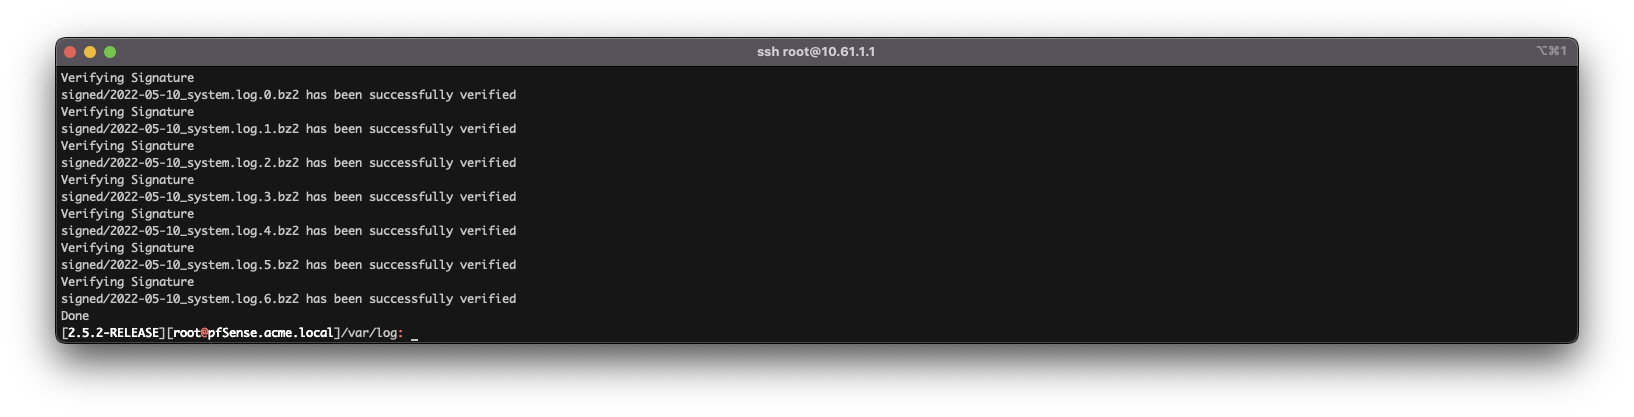 ssh root@10.61.1.1
⌥⌘1
Verifying Signature
signed/2022-05-10_system.log.0.bz2 has been successfully verified
Verifying Signature
signed/2022-05-10_system.log.1.bz2 has been successfully verified
Verifying Signature
signed/2022-05-10_system.log.2.bz2 has been successfully verified
Verifying Signature
signed/2022-05-10_system.log.3.bz2 has been successfully verified
Verifying Signature
signed/2022-05-10_system.log.4.bz2 has been successfully verified
Verifying Signature
signed/2022-05-10_system.log.5.bz2 has been successfully verified
Verifying Signature
signed/2022-05-10_system.log.6.bz2 has been successfully verified
Done
[2.5.2-RELEASE][root@pfSense.acme.local]/var/log: _